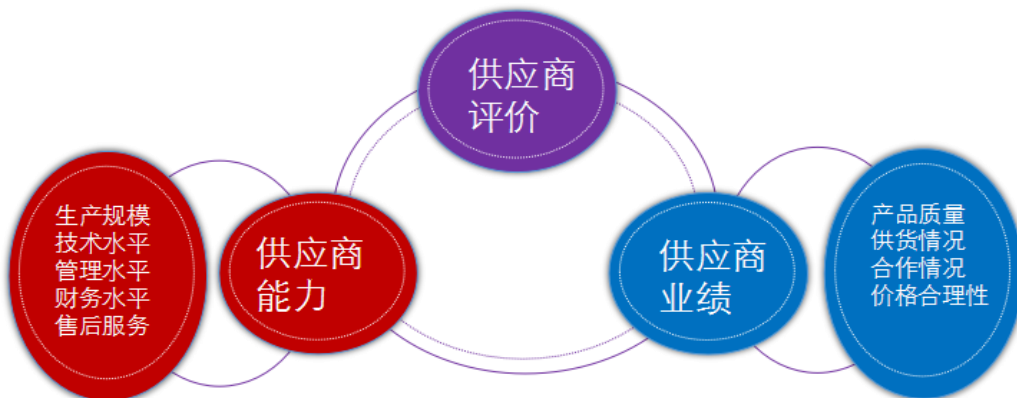 供应商
评价
生产规模
技术水平
管理水平
财务水平
售后服务
供应商
能力
供应商
业绩
产品质量
供货情况
合作情况
价格合理性